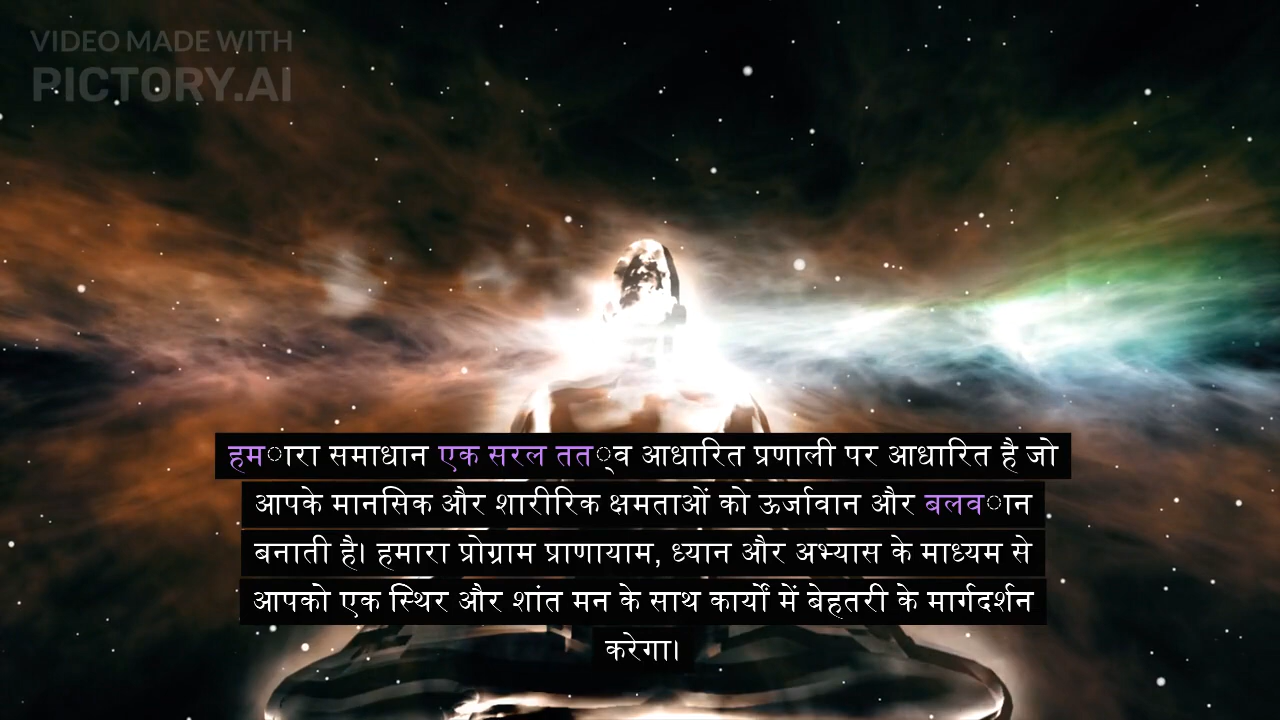 VIDEO MADE WITH
PICTORY.AI
हमारा समाधान एक सरल तत्व आधारित प्रणाली पर आधारित है जो
आपके मानसिक और शारीरिक क्षमताओं को ऊर्जावान और बलवान
बनाती है। हमारा प्रोग्राम प्राणायाम, ध्यान और अभ्यास के माध्यम से
आपको एक स्थिर और शांत मन के साथ कार्यों में बेहतरी के मार्गदर्शन
करेगा।